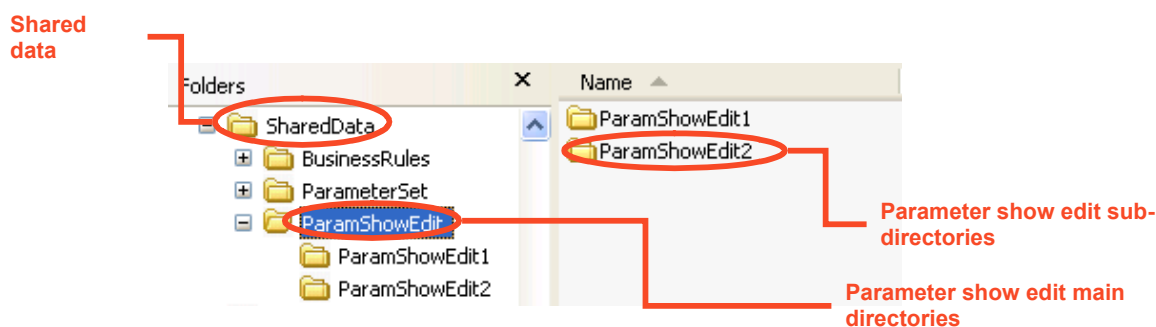 Shared
data
Folders
Name
SharedData
BusinessRules
ParameterSet
ParamShowEdit
ParamShowEdit1
ParamShowEdit2
ParamShowEdit1
ParamShowEdit2
Parameter show edit sub-
directories
Parameter show edit main
directories